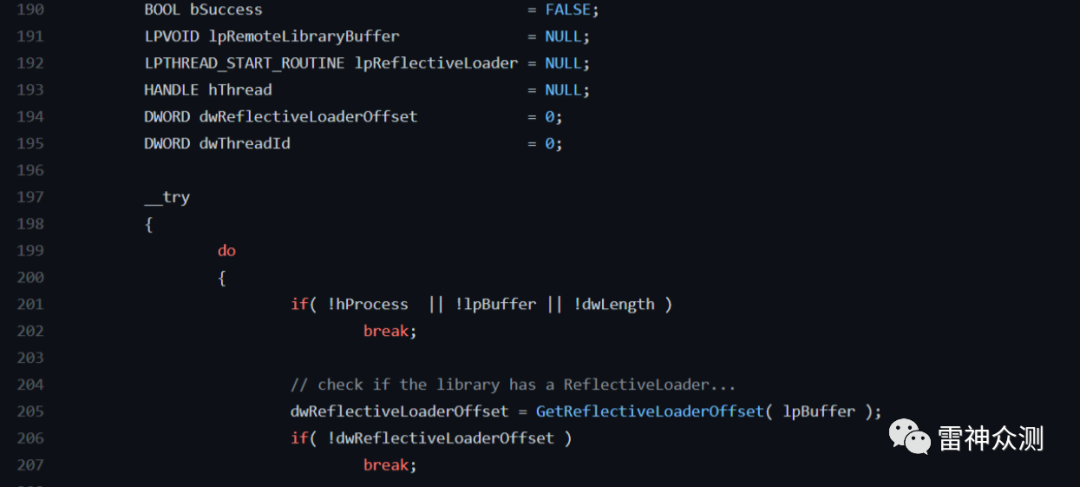 190 BOOL bSuccess = FALSE;
191 LPVOID lpRemoteLibraryBuffer = NULL;
192 LPTHREAD_START_ROUTINE lpReflectiveLoader = NULL;
193 HANDLE hThread = NULL;
194 DWORD dwReflectiveLoaderOffset = 0;
195 DWORD dwThreadId = 0;
196
197 __try
198 {
199 do
200 {
201 if( !hProcess || !lpBuffer || !dwLength )
202 break;
203
204 // check if the library has a ReflectiveLoader...
205 dwReflectiveLoaderOffset = GetReflectiveLoaderOffset( lpBuffer );
206 if( !dwReflectiveLoaderOffset )
207 break;
雷神众测